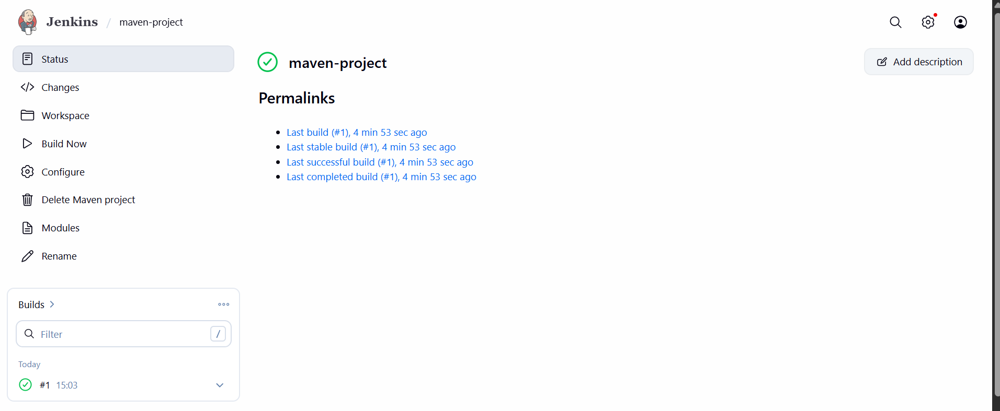 Jenkins / maven-project
Status
Changes
Workspace
Build Now
Configure
Delete Maven project
Modules
Rename
Builds
Filter /
Today
#1 15:03
maven-project
Add description
Permalinks
Last build (#1), 4 min 53 sec ago
Last stable build (#1), 4 min 53 sec ago
Last successful build (#1), 4 min 53 sec ago
Last completed build (#1), 4 min 53 sec ago